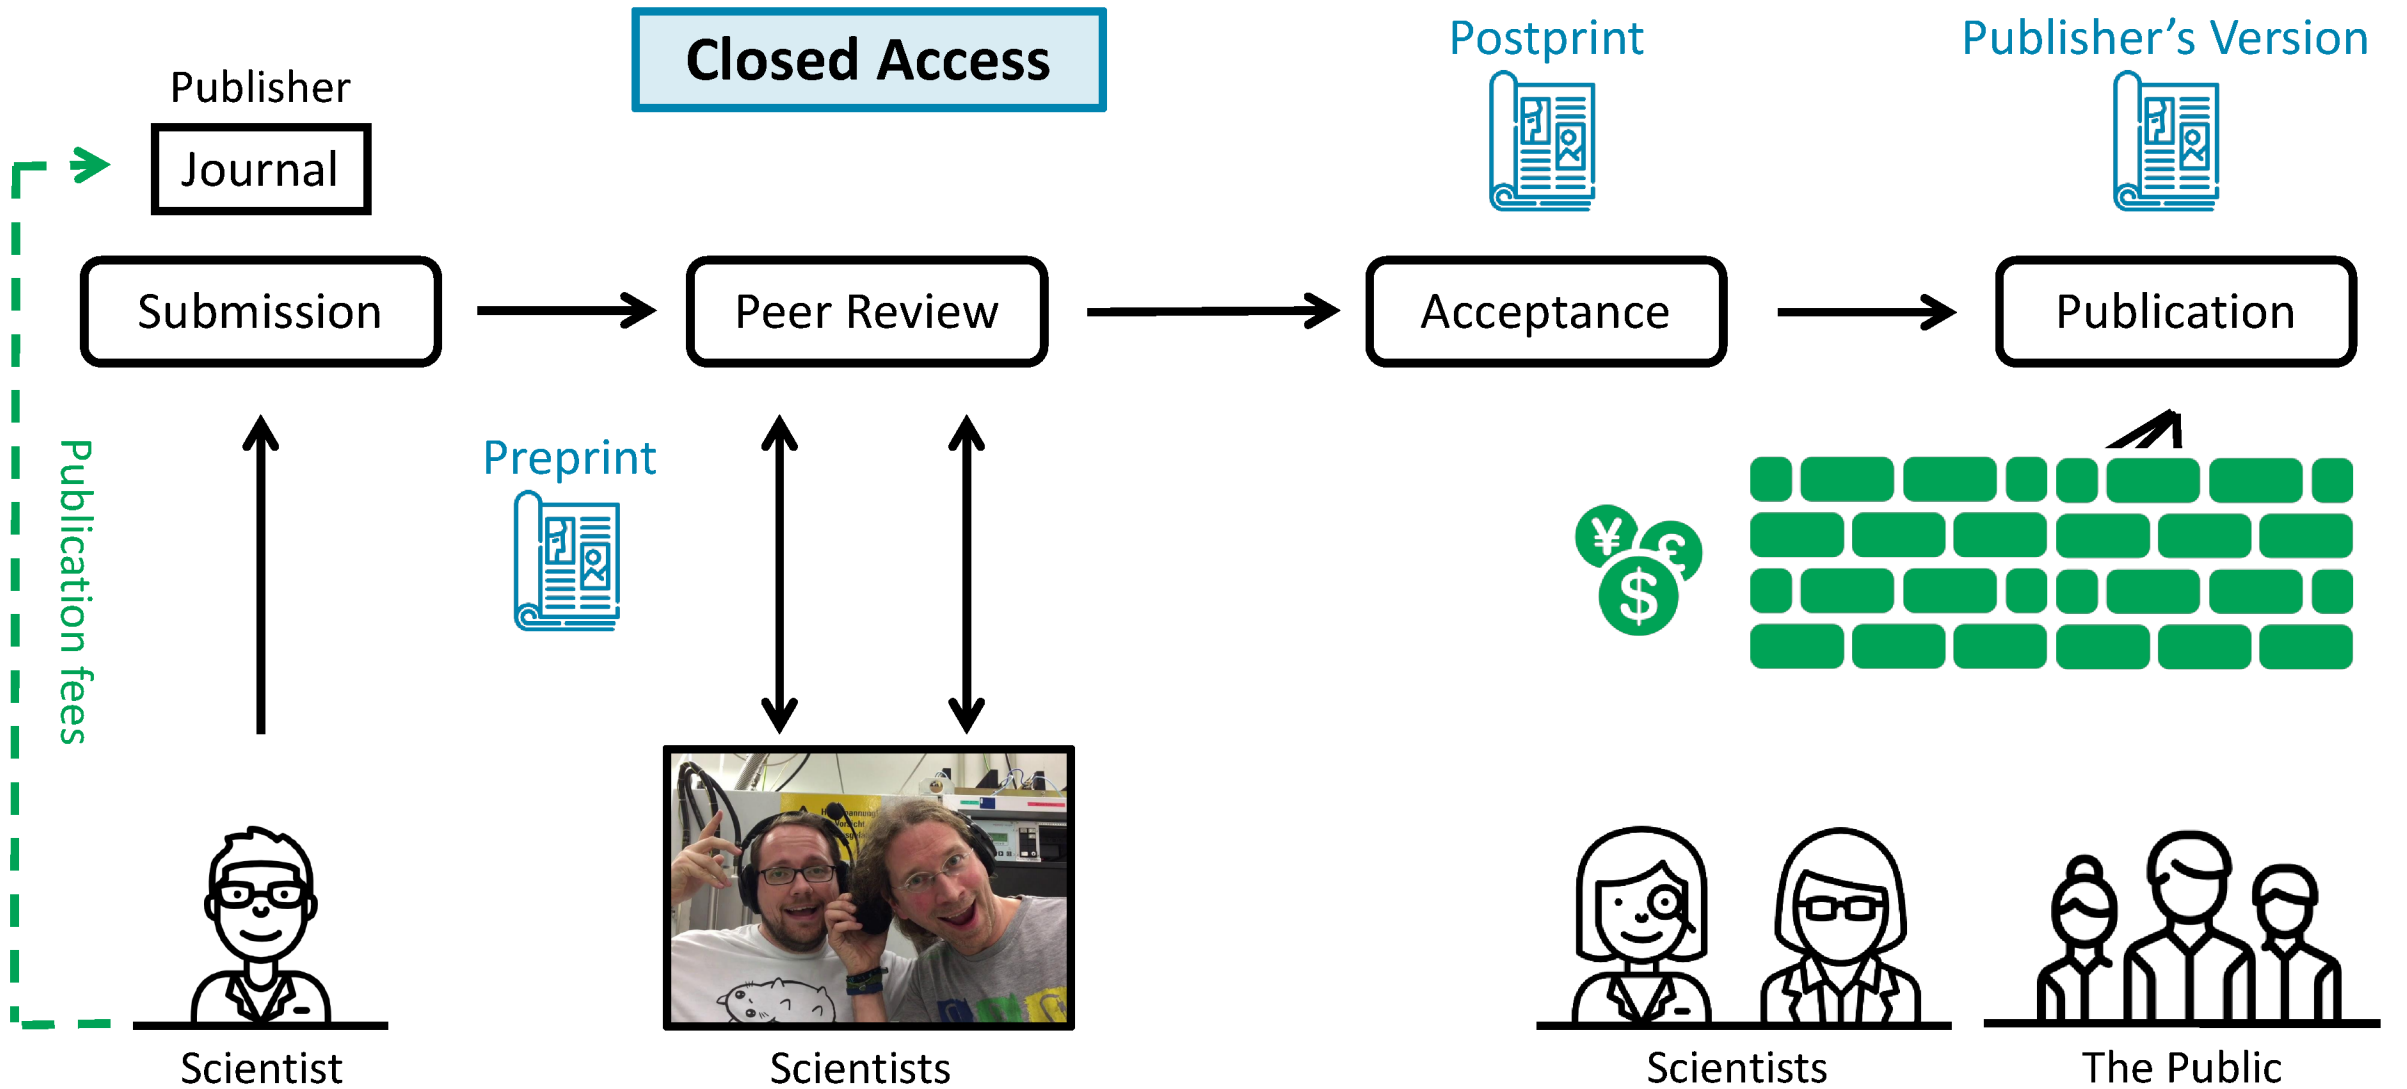 Closed Access
Postprint
Publisher's Version
Publisher
Journal
Submission
Peer Review
Acceptance
Publication
Publication fees
Preprint
¥
£
$
Scientist
Scientists
Scientists
The Public